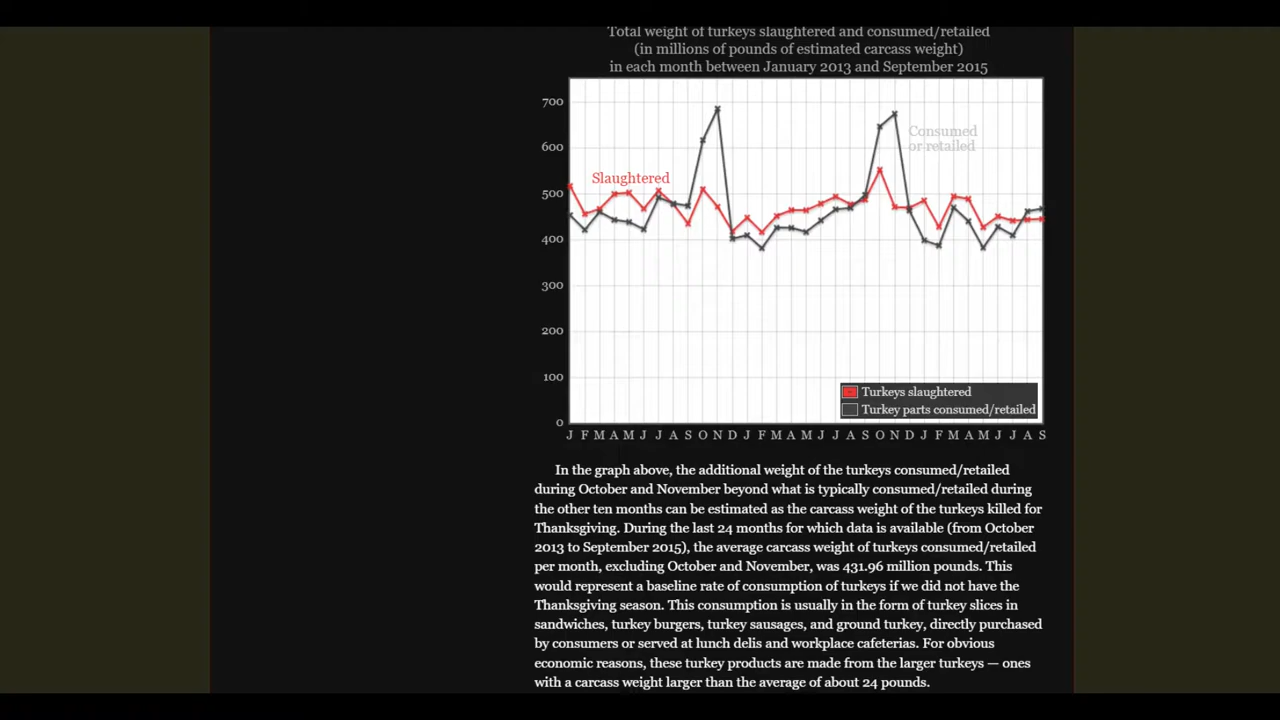 Total weight of turkeys slaughtered and consumed/retailed
(in millions of pounds of estimated carcass weight)
in each month between January 2013 and September 2015
700
600
500
400
300
200
100
0
Slaughtered
Consumed
or retailed
Turkeys slaughtered
Turkey parts consumed/retailed
J F M A M J J A S O N D J F M A M J J A S O N D J F M A M J J A S
In the graph above, the additional weight of the turkeys consumed/retailed
during October and November beyond what is typically consumed/retailed during
the other ten months can be estimated as the carcass weight of the turkeys killed for
Thanksgiving. During the last 24 months for which data is available (from October
2013 to September 2015), the average carcass weight of turkeys consumed/retailed
per month, excluding October and November, was 431.96 million pounds. This
would represent a baseline rate of consumption of turkeys if we did not have the
Thanksgiving season. This consumption is usually in the form of turkey slices in
sandwiches, turkey burgers, turkey sausages, and ground turkey, directly purchased
by consumers or served at lunch delis and workplace cafeterias. For obvious
economic reasons, these turkey products are made from the larger turkeys — ones
with a carcass weight larger than the average of about 24 pounds.